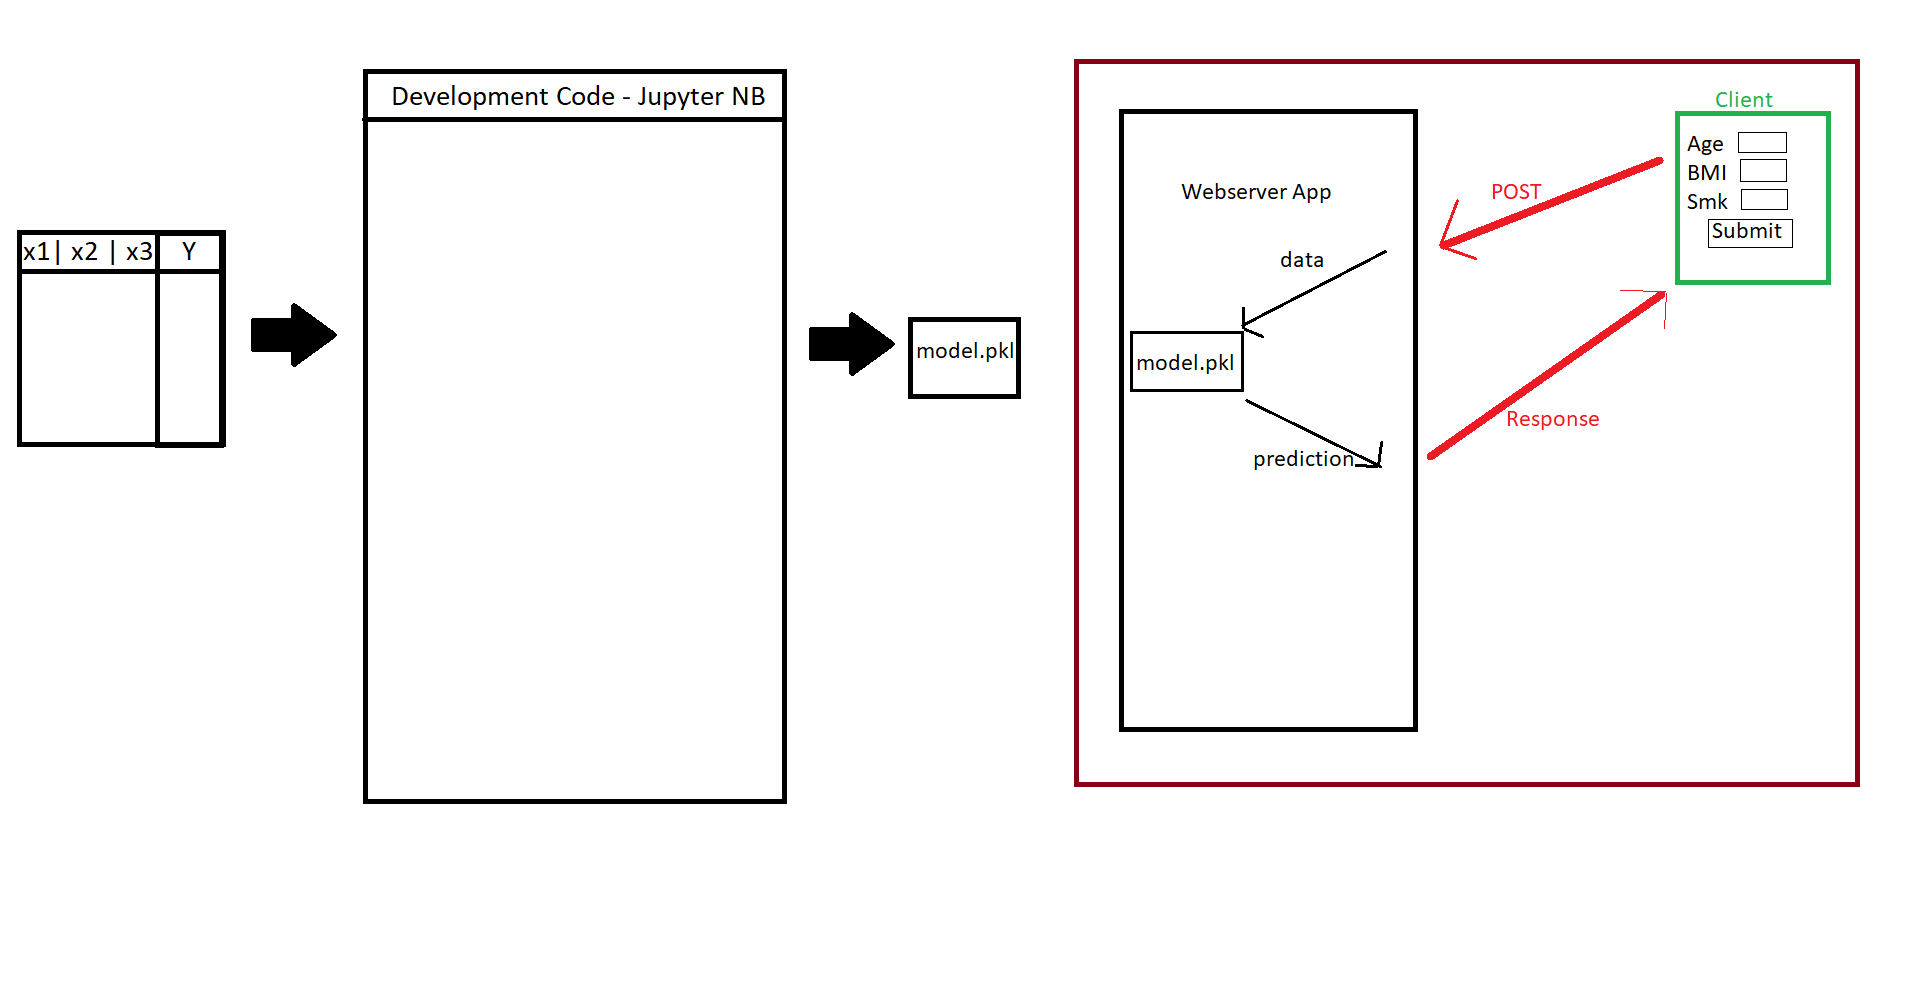 Development Code - Jupyter NB
x1| x2 | x3 Y
model.pkl
Webserver App
data
model.pkl
prediction
POST
Response
Client
Age
BMI
Smk
Submit